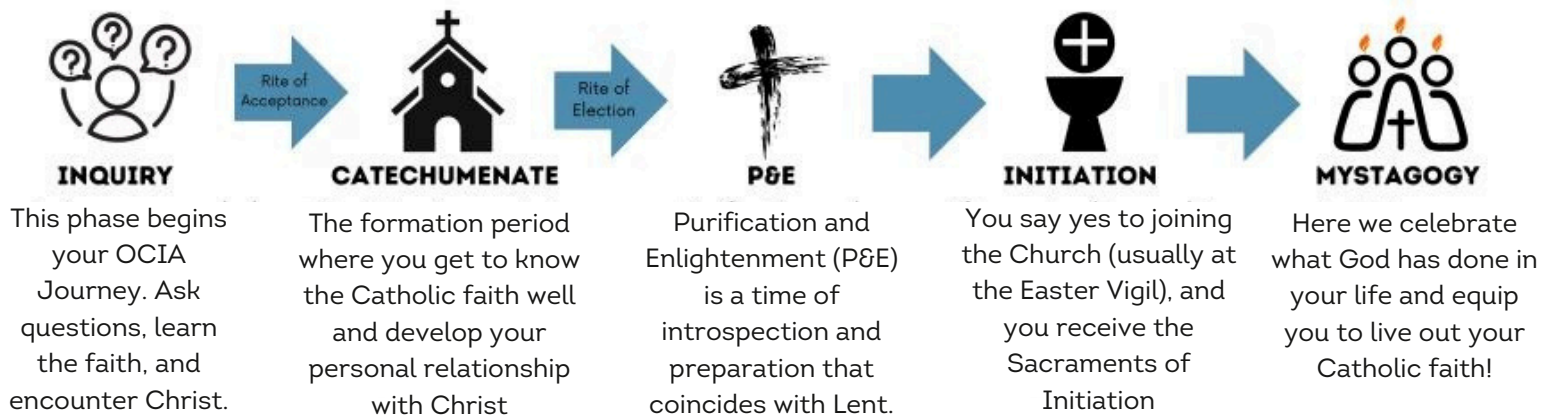 ?
?
?
Rite of
Acceptance
Rite of
Election
INQUIRY
CATECHUMENATE
P&E
INITIATION
MYSTAGOGY
This phase begins
your OCIA
Journey. Ask
questions, learn
the faith, and
encounter Christ.
The formation period
where you get to know
the Catholic faith well
and develop your
personal relationship
with Christ
Purification and
Enlightenment (P&E)
is a time of
introspection and
preparation that
coincides with Lent.
You say yes to joining
the Church (usually at
the Easter Vigil), and
you receive the
Sacraments of
Initiation
Here we celebrate
what God has done in
your life and equip
you to live out your
Catholic faith!